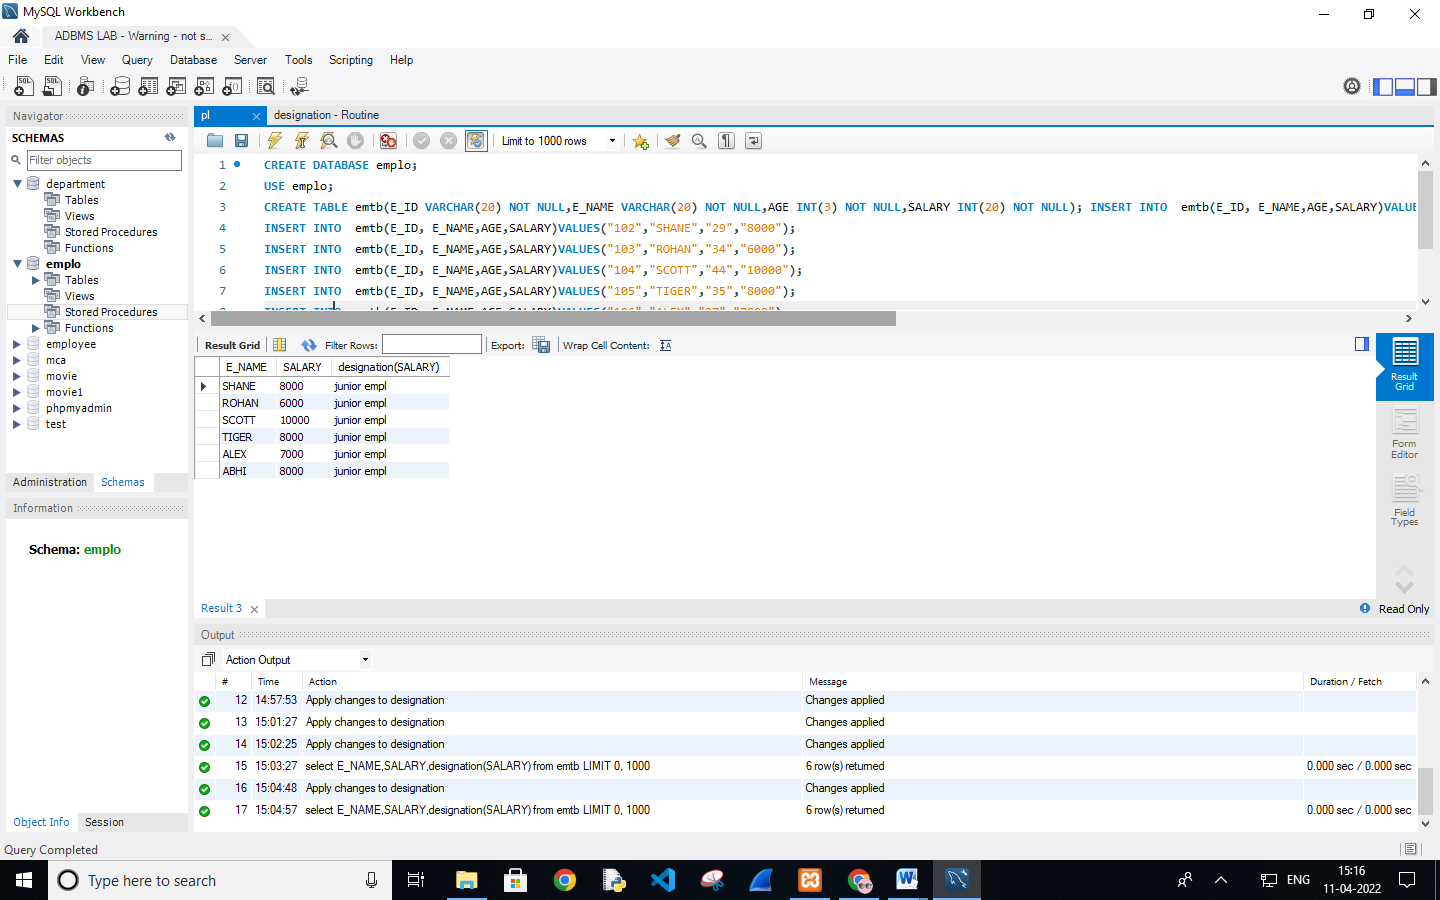 MySQL Workbench
ADBMS LAB - Warning - not s...
File Edit View Query Database Server Tools Scripting Help
Navigator
SCHEMAS
Filter objects
department
Tables
Views
Stored Procedures
Functions
emplo
Tables
Views
Stored Procedures
Functions
employee
mca
movie
movie1
phpmyadmin
test
Administration Schemas
Information
Schema: emplo
Object Info Session
pl
designation - Routine
Limit to 1000 rows
1 CREATE DATABASE emplo;
2 USE emplo;
3 CREATE TABLE emtb(E_ID VARCHAR(20) NOT NULL,E_NAME VARCHAR(20) NOT NULL,AGE INT(3) NOT NULL,SALARY INT(20) NOT NULL); INSERT INTO emtb(E_ID, E_NAME,AGE,SALARY)VALUE
4 INSERT INTO emtb(E_ID, E_NAME,AGE,SALARY)VALUES("102","SHANE","29","8000");
5 INSERT INTO emtb(E_ID, E_NAME,AGE,SALARY)VALUES("103","ROHAN","34","6000");
6 INSERT INTO emtb(E_ID, E_NAME,AGE,SALARY)VALUES("104","SCOTT","44","10000");
7 INSERT INTO emtb(E_ID, E_NAME,AGE,SALARY)VALUES("105","TIGER","35","8000");
Result Grid Filter Rows: Export: Wrap Cell Content:
E_NAME SALARY designation(SALARY)
SHANE 8000 junior empl
ROHAN 6000 junior empl
SCOTT 10000 junior empl
TIGER 8000 junior empl
ALEX 7000 junior empl
ABHI 8000 junior empl
Result
Grid
Form
Editor
Field
Types
Result 3
Read Only
Output
Action Output
# Time Action Message Duration / Fetch
12 14:57:53 Apply changes to designation Changes applied
13 15:01:27 Apply changes to designation Changes applied
14 15:02:25 Apply changes to designation Changes applied
15 15:03:27 select E_NAME,SALARY,designation(SALARY) from emtb LIMIT 0, 1000 6 row(s) returned 0.000 sec / 0.000 sec
16 15:04:48 Apply changes to designation Changes applied
17 15:04:57 select E_NAME,SALARY,designation(SALARY) from emtb LIMIT 0, 1000 6 row(s) returned 0.000 sec / 0.000 sec
Query Completed
Type here to search
ENG
15:16
11-04-2022